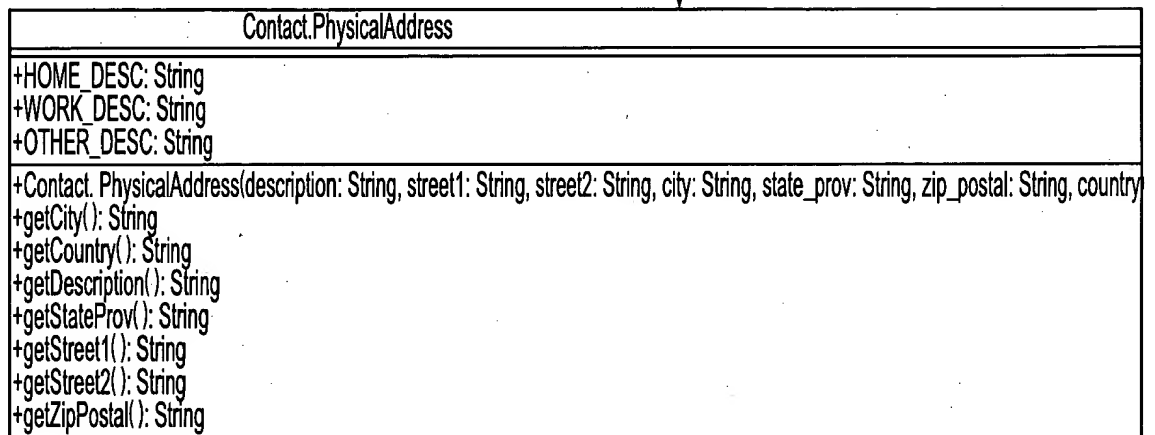 Contact.PhysicalAddress
+HOME_DESC: String
+WORK_DESC: String
+OTHER_DESC: String
+Contact. PhysicalAddress(description: String, street1: String, street2: String, city: String, state_prov: String, zip_postal: String, country
+getCity( ): String
+getCountry( ): String
+getDescription( ): String
+getStateProv( ): String
+getStreet1( ): String
+getStreet2( ): String
+getZipPostal( ): String